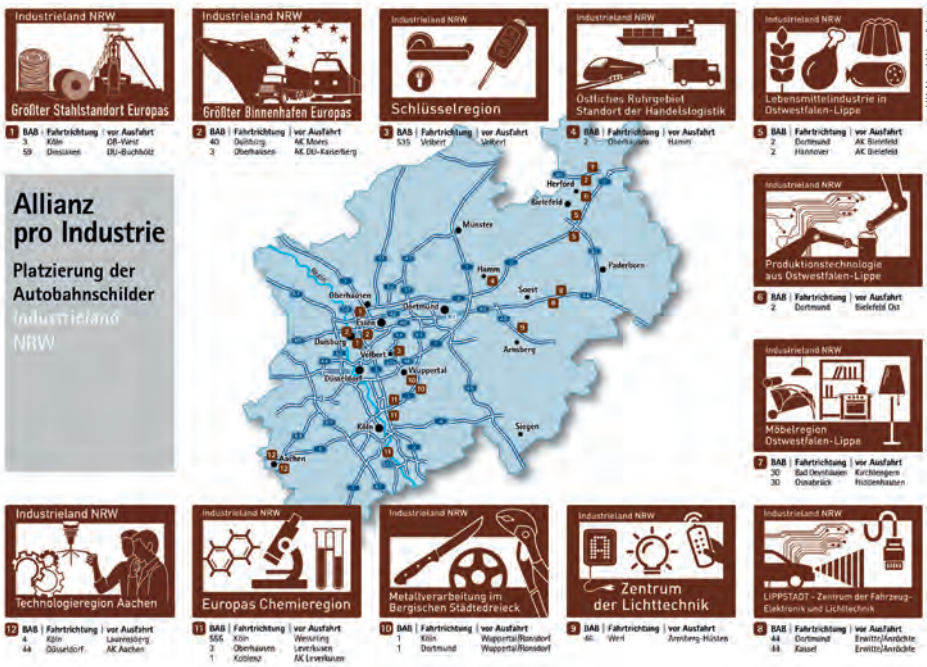 Industrieland NRW
Größter Stahlstandort Europas
1 BAB | Fahrtrichtung | vor Ausfahrt
3 Köln OB-West
59 Dinslaken DU-Buchholz
Industrieland NRW
Größter Binnenhafen Europas
2 BAB | Fahrtrichtung | vor Ausfahrt
40 Duisburg AK Moers
3 Oberhausen AK DU-Kaiserberg
Industrieland NRW
Schlüsselregion
3 BAB | Fahrtrichtung | vor Ausfahrt
535 Velbert Velbert
Industrieland NRW
Östliches Ruhrgebiet
Standort der Handelslogistik
4 BAB | Fahrtrichtung | vor Ausfahrt
2 Oberhausen Hamm
Industrieland NRW
Lebensmittelindustrie in
Ostwestfalen-Lippe
5 BAB | Fahrtrichtung | vor Ausfahrt
2 Dortmund AK Bielefeld
2 Hannover AK Bielefeld
Allianz
pro Industrie
Platzierung der
Autobahnschilder
Industrieland
NRW
Herford
Bielefeld
Münster
Paderborn
Hamm
Soest
Rhein
Oberhausen
Dortmund
Essen
Duisburg
Arnsberg
Velbert
Wuppertal
Düsseldorf
Köln
Siegen
Aachen
Industrieland NRW
Produktionstechnologie
aus Ostwestfalen-Lippe
6 BAB | Fahrtrichtung | vor Ausfahrt
2 Dortmund Bielefeld Ost
Industrieland NRW
Möbelregion
Ostwestfalen-Lippe
7 BAB | Fahrtrichtung | vor Ausfahrt
30 Bad Oeynhausen Kirchlengern
30 Osnabrück Hiddenhausen
Industrieland NRW
Technologieregion Aachen
12 BAB | Fahrtrichtung | vor Ausfahrt
4 Köln Laurensberg
44 Düsseldorf AK Aachen
Industrieland NRW
Europas Chemieregion
11 BAB | Fahrtrichtung | vor Ausfahrt
555 Köln Wesseling
3 Oberhausen Leverkusen
1 Koblenz AK Leverkusen
Industrieland NRW
Metallverarbeitung im
Bergischen Städtedreieck
10 BAB | Fahrtrichtung | vor Ausfahrt
1 Köln Wuppertal/Ronsdorf
1 Dortmund Wuppertal/Ronsdorf
Industrieland NRW
A
Zentrum
der Lichttechnik
9 BAB | Fahrtrichtung | vor Ausfahrt
46 Werl Arnsberg-Hüsten
Industrieland NRW
LIPPSTADT - Zentrum der Fahrzeug-
Elektronik und Lichttechnik
8 BAB | Fahrtrichtung | vor Ausfahrt
44 Dortmund Erwitte/Anröchte
44 Kassel Erwitte/Anröchte